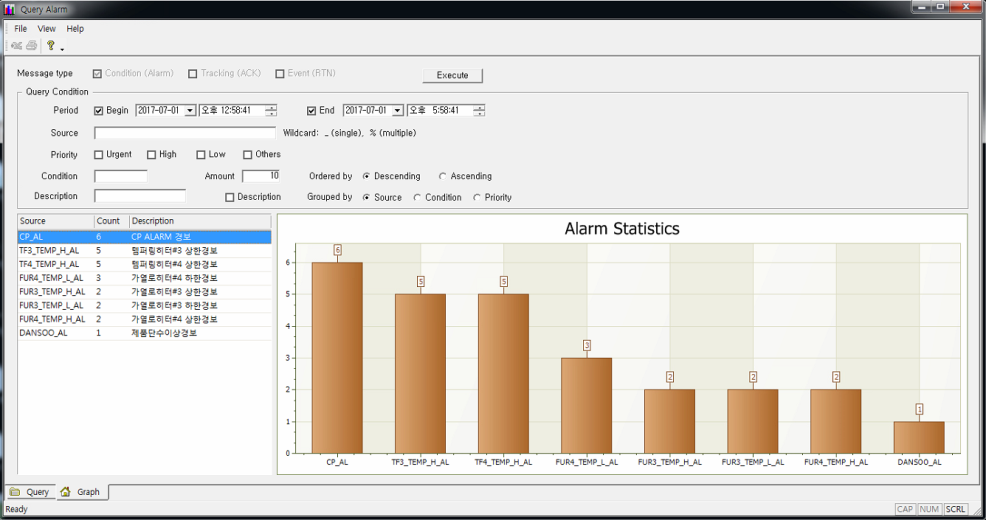 Query Alarm
File View Help
Message type Condition (Alarm) Tracking (ACK) Event (RTN) Execute
Query Condition
Period Begin 2017-07-01 오후 12:58:41 End 2017-07-01 오후 5:58:41
Source Wildcard: _ (single), % (multiple)
Priority Urgent High Low Others
Condition Amount 10 Ordered by Descending Ascending
Description Description Grouped by Source Condition Priority
Source Count Description
CP_AL 6 CP ALARM 경보
TF3_TEMP_H_AL 5 템퍼링히터#3 상한경보
TF4_TEMP_H_AL 5 템퍼링히터#4 상한경보
FUR4_TEMP_L_AL 3 가열로히터#4 하한경보
FUR3_TEMP_H_AL 2 가열로히터#3 상한경보
FUR3_TEMP_L_AL 2 가열로히터#3 하한경보
FUR4_TEMP_H_AL 2 가열로히터#4 상한경보
DANSOO_AL 1 제품단수이상경보
Alarm Statistics
6
5
4
3
2
1
0
6 5 5 3 2 2 2 1
CP_AL TF3_TEMP_H_AL TF4_TEMP_H_AL FUR4_TEMP_L_AL FUR3_TEMP_H_AL FUR3_TEMP_L_AL FUR4_TEMP_H_AL DANSOO_AL
Query Graph
Ready CAP NUM SCRL